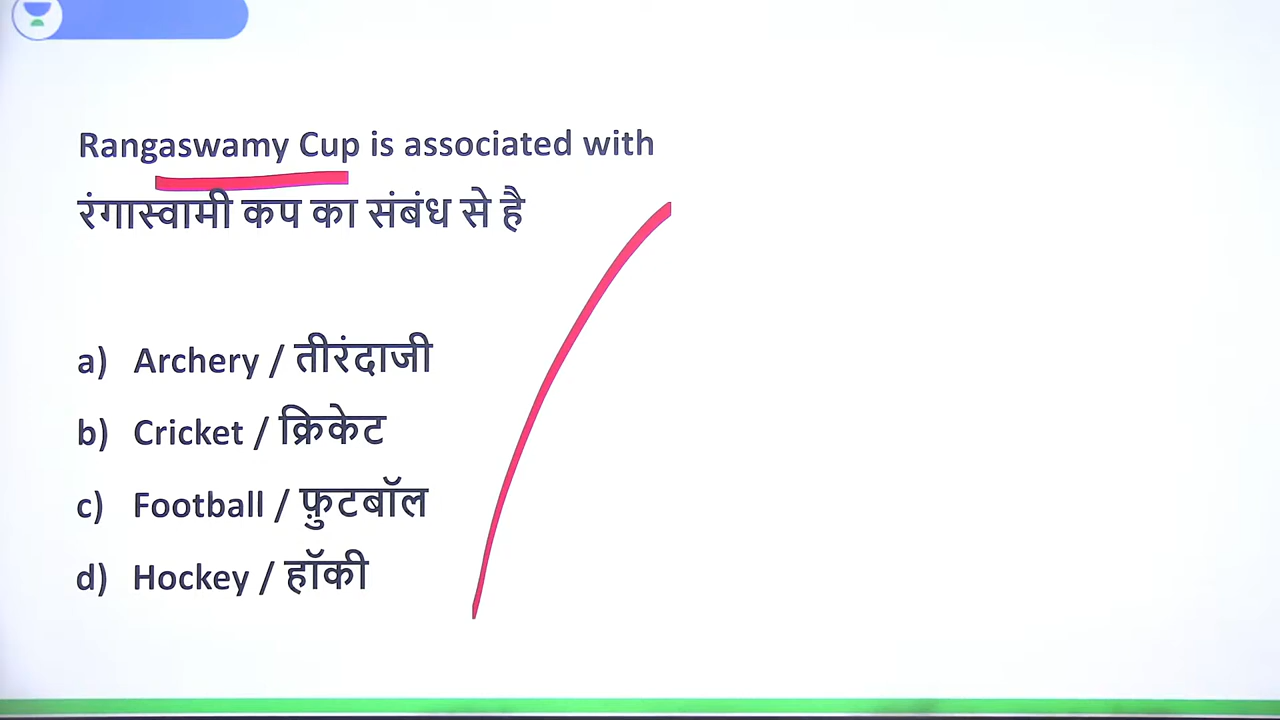 Rangaswamy Cup is associated with
रंगास्वामी कप का संबंध से है
a) Archery / तीरंदाजी
b) Cricket / क्रिकेट
c) Football / फ़ुटबॉल
d) Hockey / हॉकी